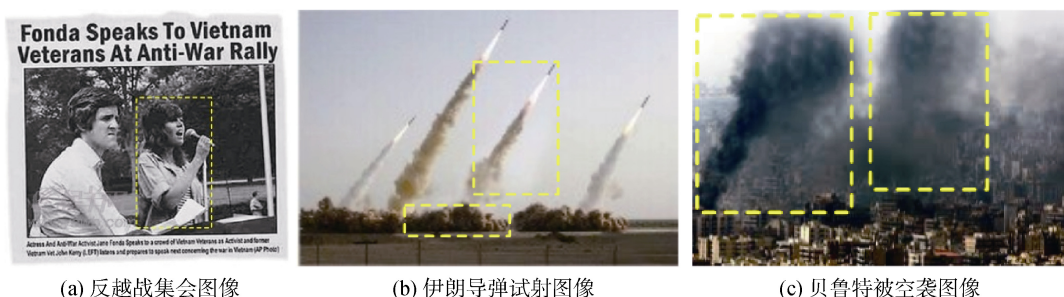 Fonda Speaks To Vietnam
Veterans At Anti-War Rally
Actress And Anti-War Activist Jane Fonda Speaks to a crowd of Vietnam Veterans as Activist and former
Vietnam Vet John Kerry (LEFT) listens and prepares to speak next concerning the war in Vietnam (AP Photo)
(a) 反越战集会图像
(b) 伊朗导弹试射图像
(c) 贝鲁特被空袭图像